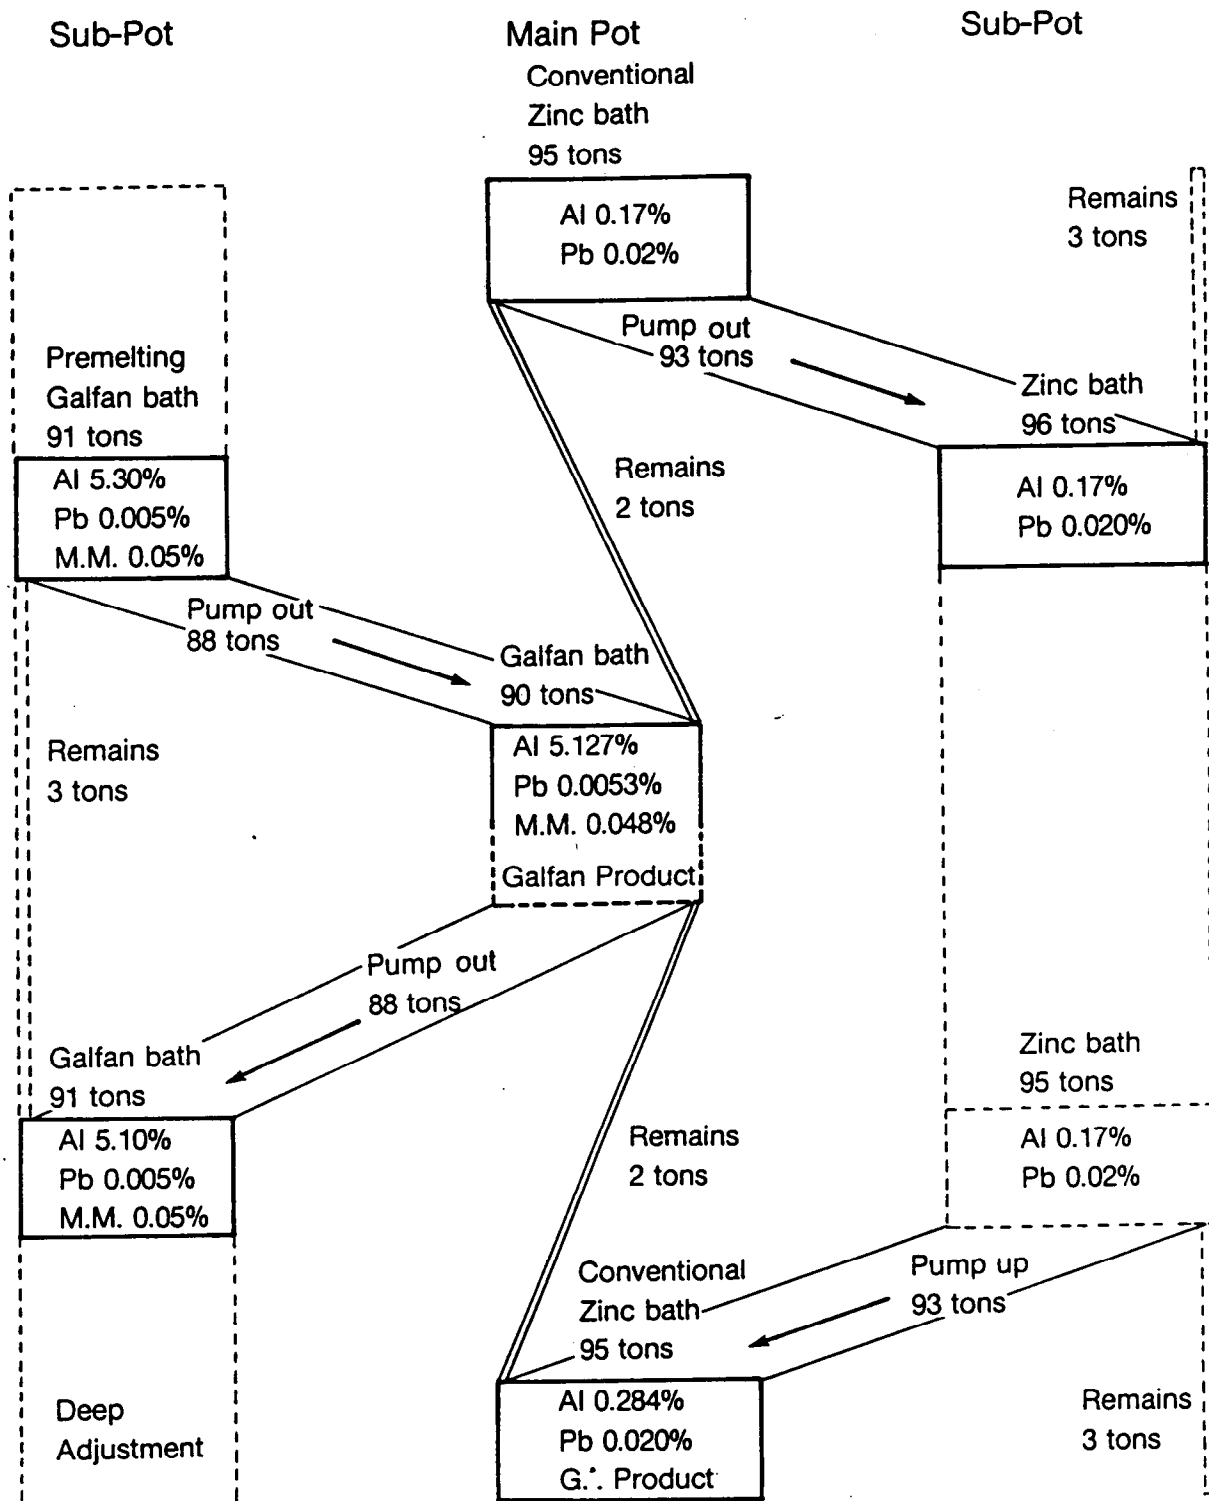 Sub-Pot
Main Pot
Sub-Pot
Conventional
Zinc bath
95 tons
Al 0.17%
Pb 0.02%
Remains
3 tons
Pump out
93 tons
Premelting
Galfan bath
91 tons
Al 5.30%
Pb 0.005%
M.M. 0.05%
Zinc bath
96 tons
Al 0.17%
Pb 0.020%
Remains
2 tons
Pump out
88 tons
Galfan bath
90 tons
Al 5.127%
Pb 0.0053%
M.M. 0.048%
Galfan Product
Remains
3 tons
Pump out
88 tons
Galfan bath
91 tons
Al 5.10%
Pb 0.005%
M.M. 0.05%
Zinc bath
95 tons
Al 0.17%
Pb 0.02%
Remains
2 tons
Pump up
93 tons
Conventional
Zinc bath
95 tons
Al 0.284%
Pb 0.020%
G.∴ Product
Deep
Adjustment
Remains
3 tons